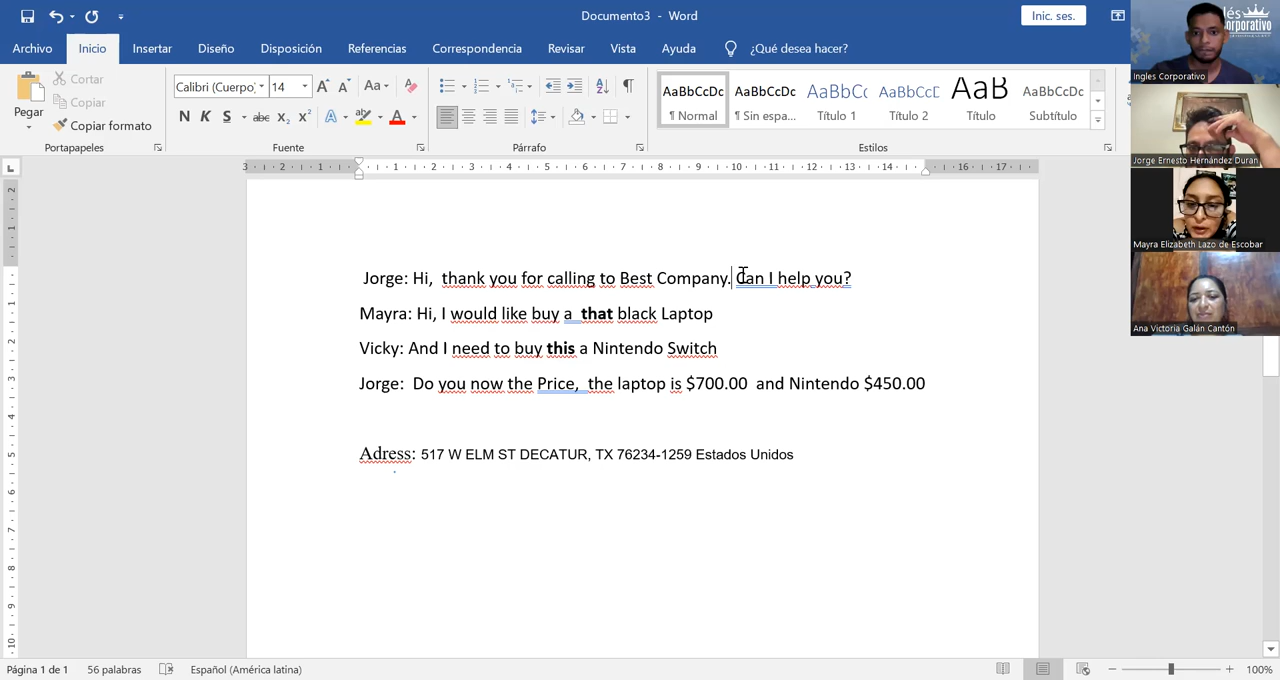 Documento3 - Word
Inic. ses.
Archivo Inicio Insertar Diseño Disposición Referencias Correspondencia Revisar Vista Ayuda ¿Qué desea hacer?
Pegar
Cortar
Copiar
Copiar formato
Portapapeles
Calibri (Cuerpo) 14
N K S abc x₂ x²
Fuente
Párrafo
AaBbCcDc AaBbCcDc AaBbCc AaBbCcC AaB AaBbCcDc
¶ Normal ¶ Sin espa... Título 1 Título 2 Título Subtítulo
Estilos
Ingles Corporativo
Jorge Ernesto Hernández Duran
Mayra Elizabeth Lazo de Escobar
Ana Victoria Galán Cantón
Jorge: Hi, thank you for calling to Best Company. Can I help you?
Mayra: Hi, I would like buy a that black Laptop
Vicky: And I need to buy this a Nintendo Switch
Jorge: Do you now the Price, the laptop is $700.00 and Nintendo $450.00
Adress: 517 W ELM ST DECATUR, TX 76234-1259 Estados Unidos
Página 1 de 1 56 palabras Español (América latina) 100%